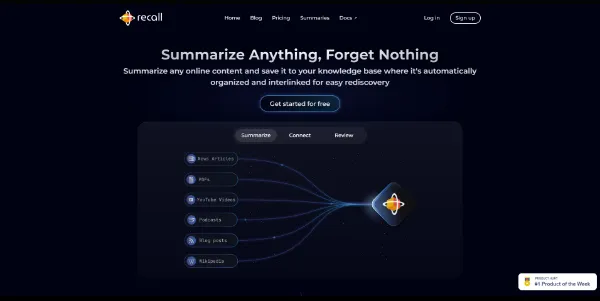 recall
Home Blog Pricing Summaries Docs
Log in Sign up
Summarize Anything, Forget Nothing
Summarize any online content and save it to your knowledge base where it's automatically
organized and interlinked for easy rediscovery
Get started for free
Summarize Connect Review
News Articles
PDFs
YouTube Videos
Podcasts
Blog posts
Wikipedia
PRODUCT HUNT
#1 Product of the Week